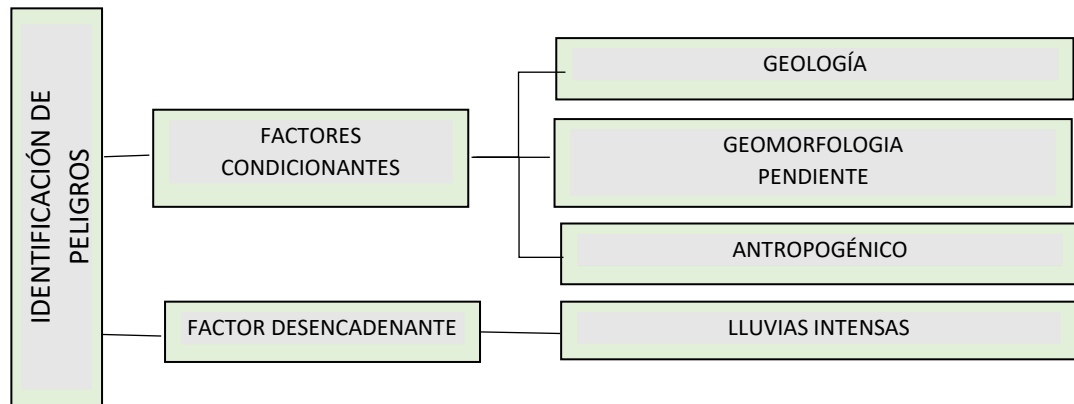 IDENTIFICACIÓN DE
PELIGROS
FACTORES
CONDICIONANTES
GEOLOGÍA
GEOMORFOLOGIA
PENDIENTE
ANTROPOGÉNICO
FACTOR DESENCADENANTE
LLUVIAS INTENSAS